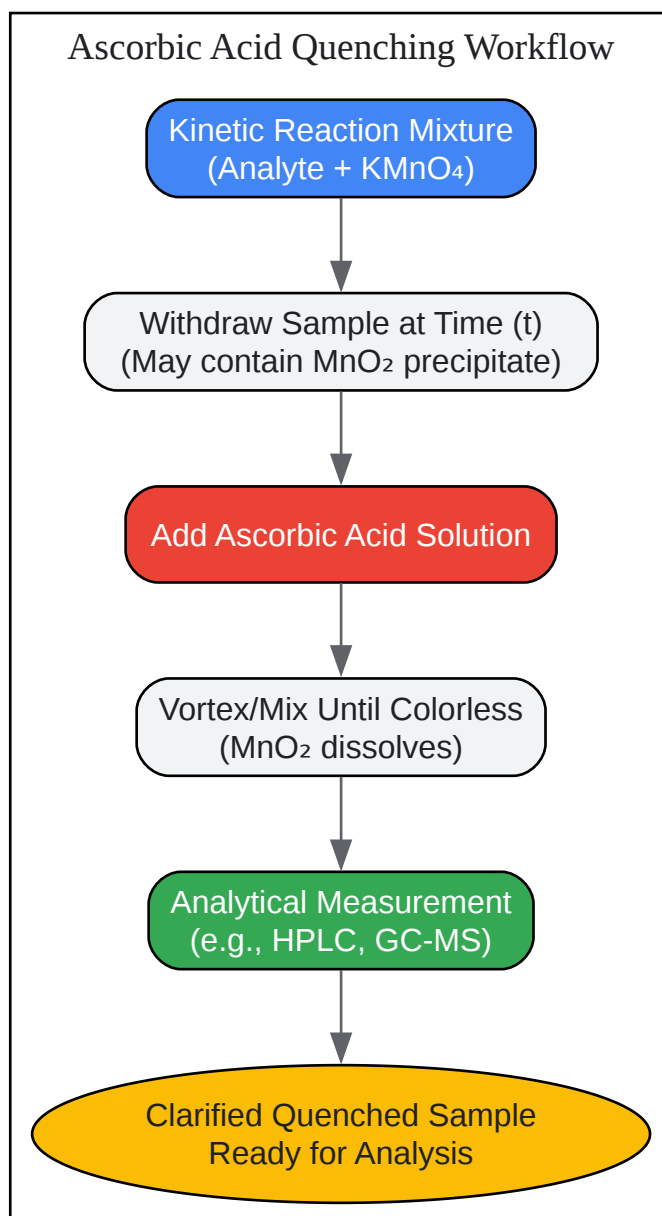 Ascorbic Acid Quenching Workflow
Kinetic Reaction Mixture
(Analyte + KMnO₄)
Withdraw Sample at Time (t)
(May contain MnO₂ precipitate)
Add Ascorbic Acid Solution
Vortex/Mix Until Colorless
(MnO₂ dissolves)
Analytical Measurement
(e.g., HPLC, GC-MS)
Clarified Quenched Sample
Ready for Analysis